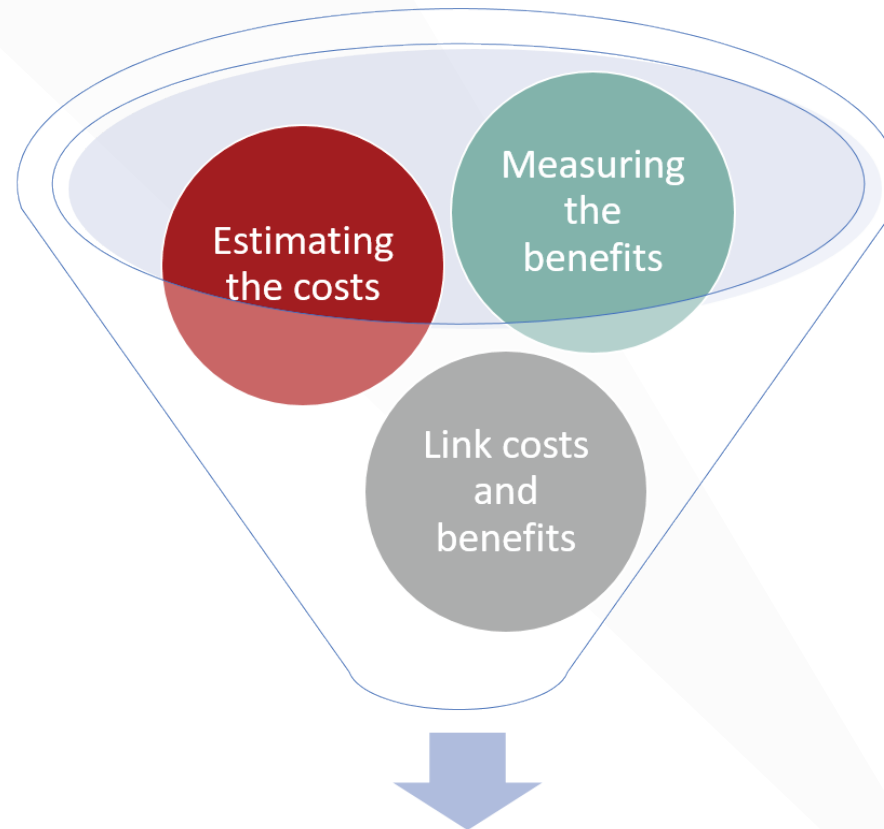 Estimating
the costs
Measuring
the
benefits
Link costs
and
benefits